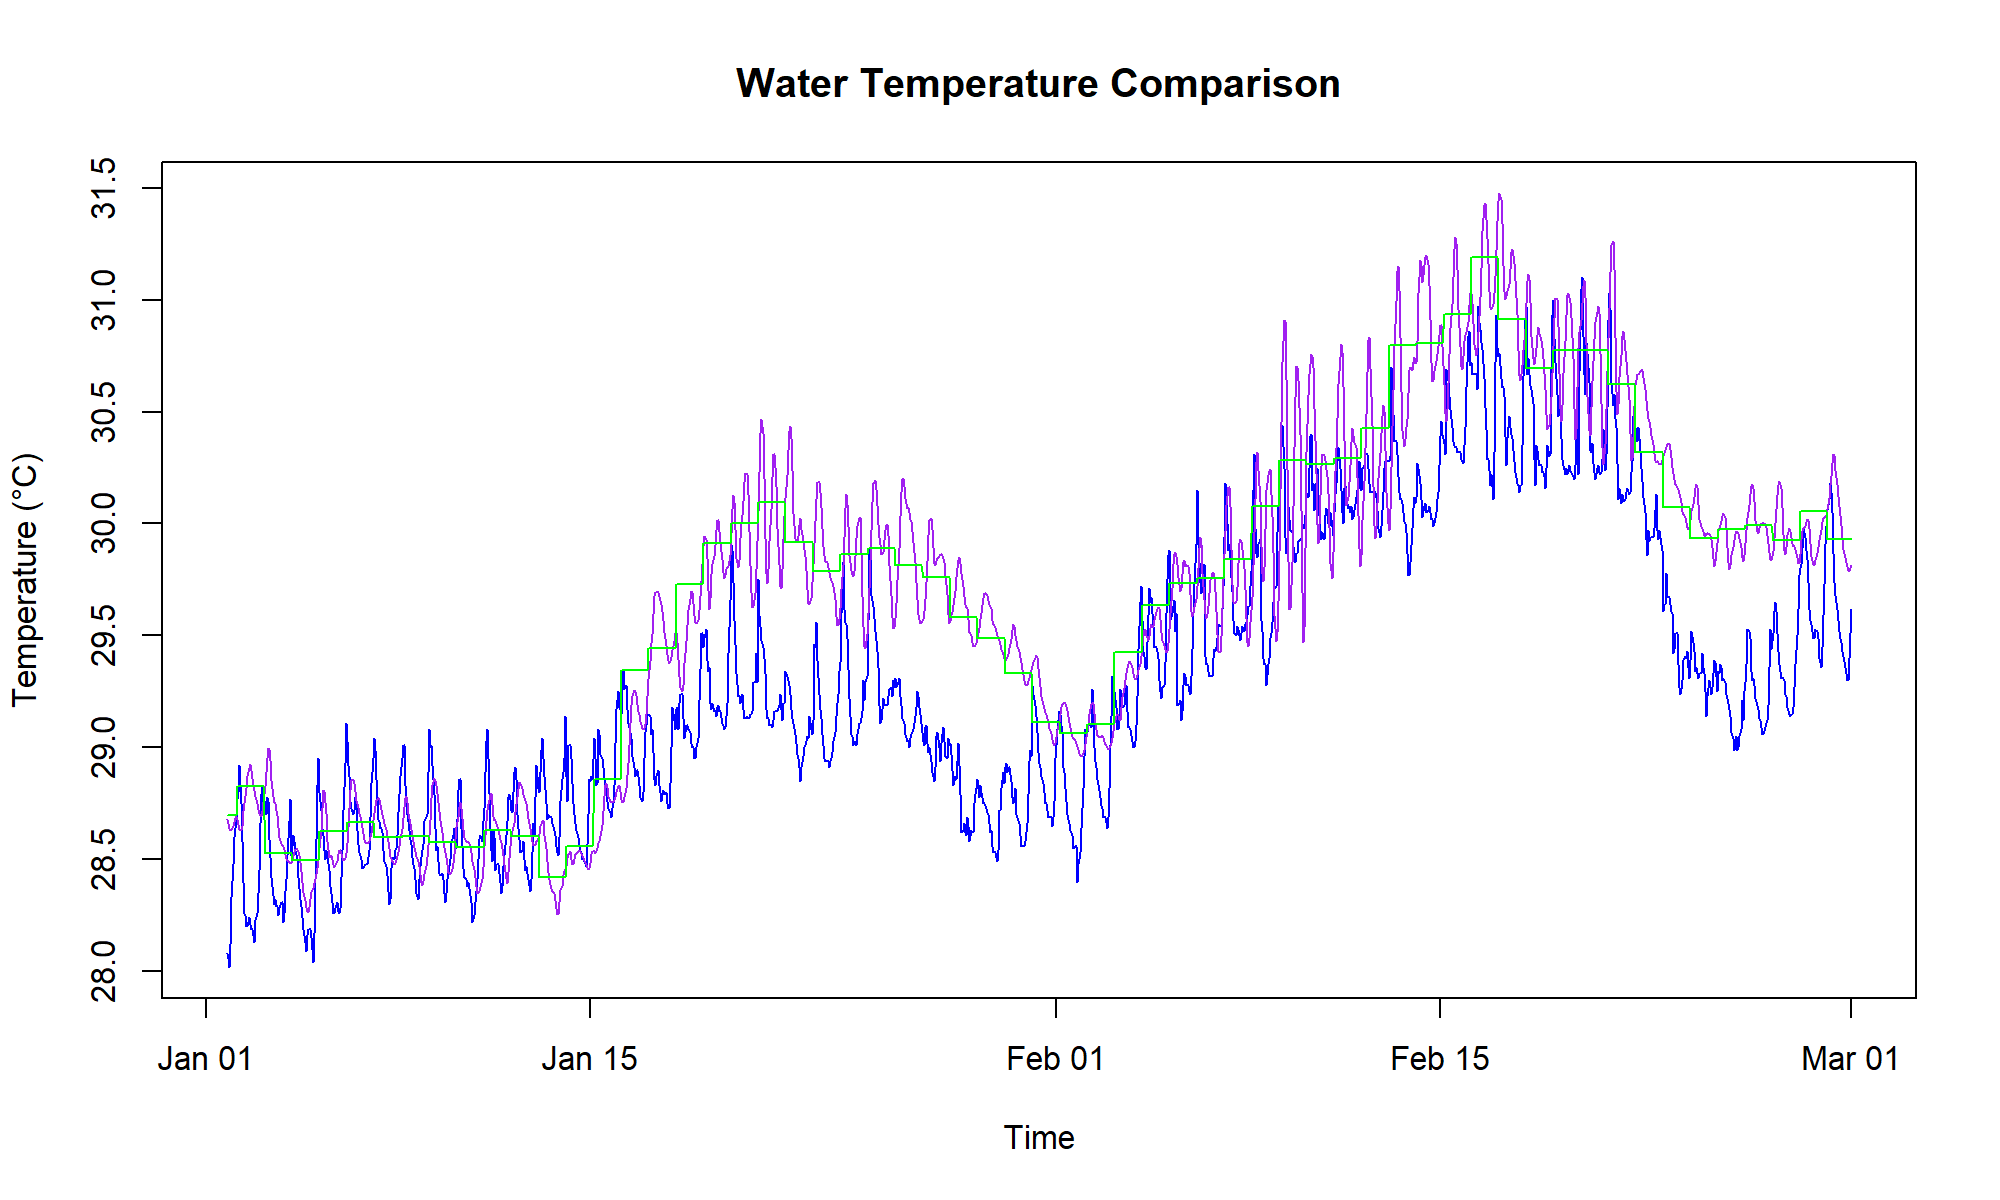 Water Temperature Comparison
Temperature (°C)
31.5
31.0
30.5
30.0
29.5
29.0
28.5
28.0
Jan 01
Jan 15
Feb 01
Feb 15
Mar 01
Time